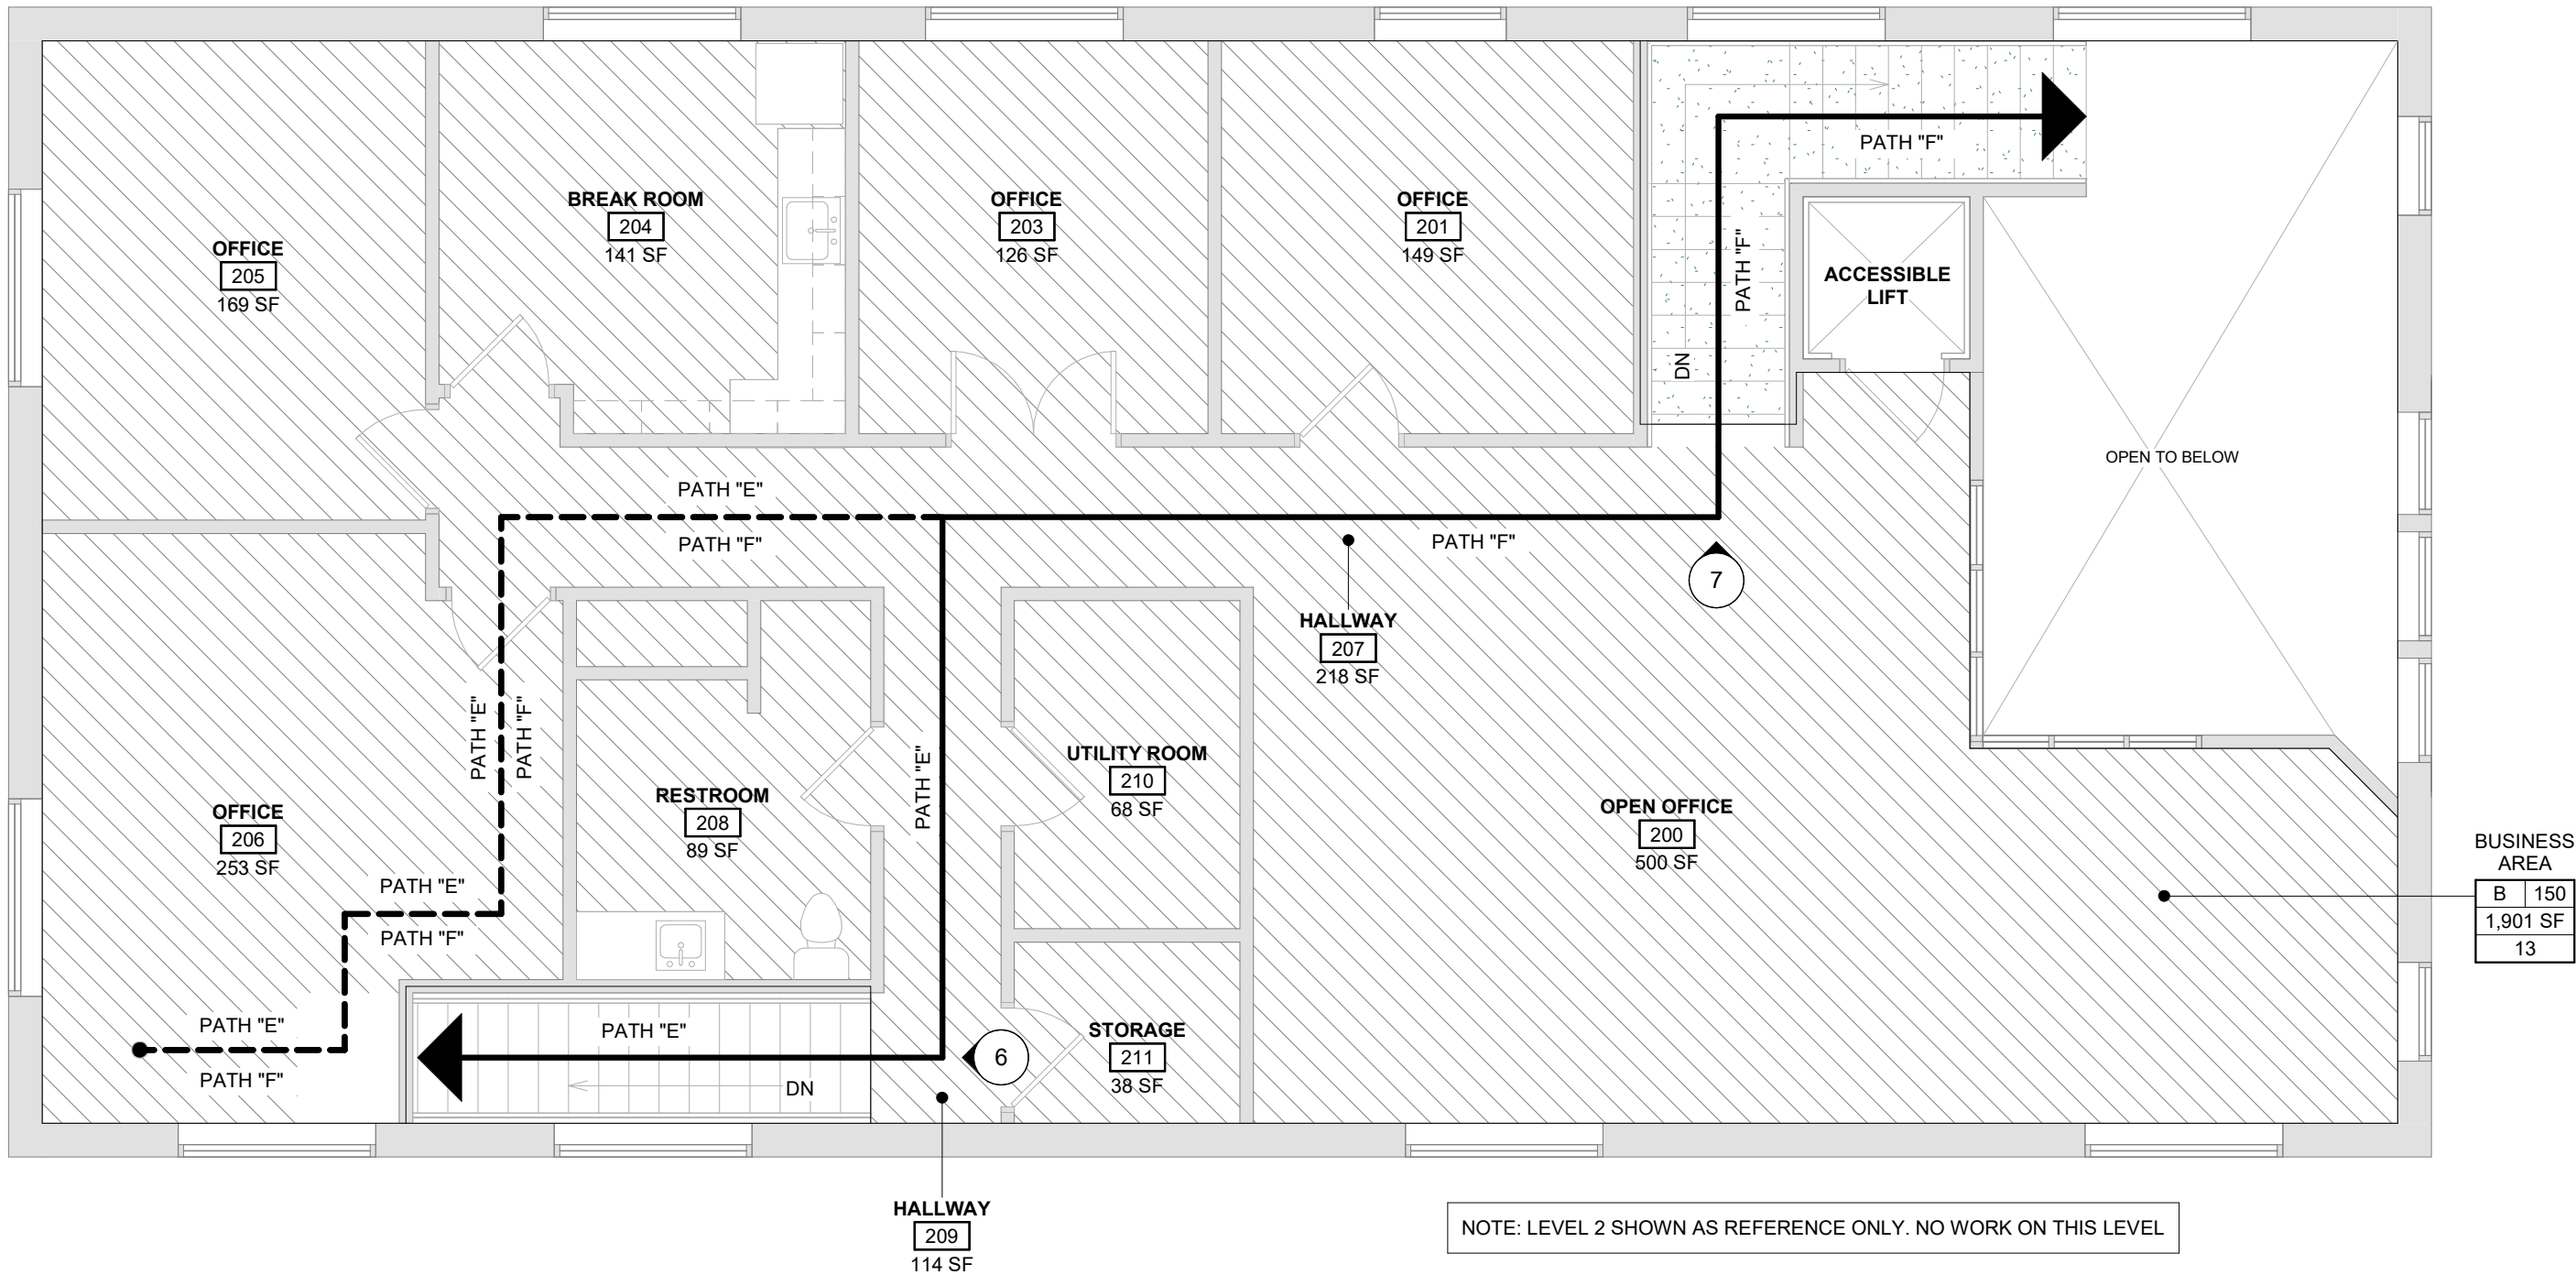 BREAK ROOM
204
141 SF
OFFICE
203
126 SF
OFFICE
201
149 SF
PATH "F"
OFFICE
205
169 SF
PATH "F"
ACCESSIBLE
LIFT
DN
OPEN TO BELOW
PATH "E"
PATH "F"
PATH "F"
7
HALLWAY
207
218 SF
PATH "E"
PATH "F"
PATH "E"
UTILITY ROOM
210
68 SF
RESTROOM
208
89 SF
OFFICE
206
253 SF
OPEN OFFICE
200
500 SF
BUSINESS
AREA
B 150
1,901 SF
13
PATH "E"
PATH "F"
PATH "E"
PATH "F"
PATH "E"
DN
6
STORAGE
211
38 SF
HALLWAY
209
114 SF
NOTE: LEVEL 2 SHOWN AS REFERENCE ONLY. NO WORK ON THIS LEVEL